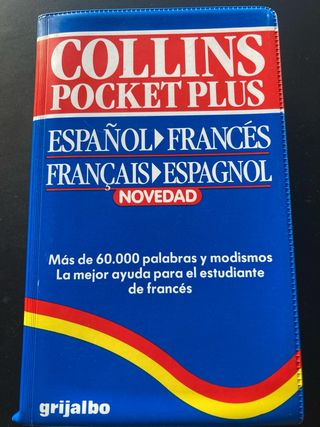 COLLINS
POCKET PLUS
ESPAÑOL▶FRANCÉS
FRANÇAIS▶ESPAGNOL
NOVEDAD
Más de 60.000 palabras y modismos
La mejor ayuda para el estudiante
de francés
grijalbo